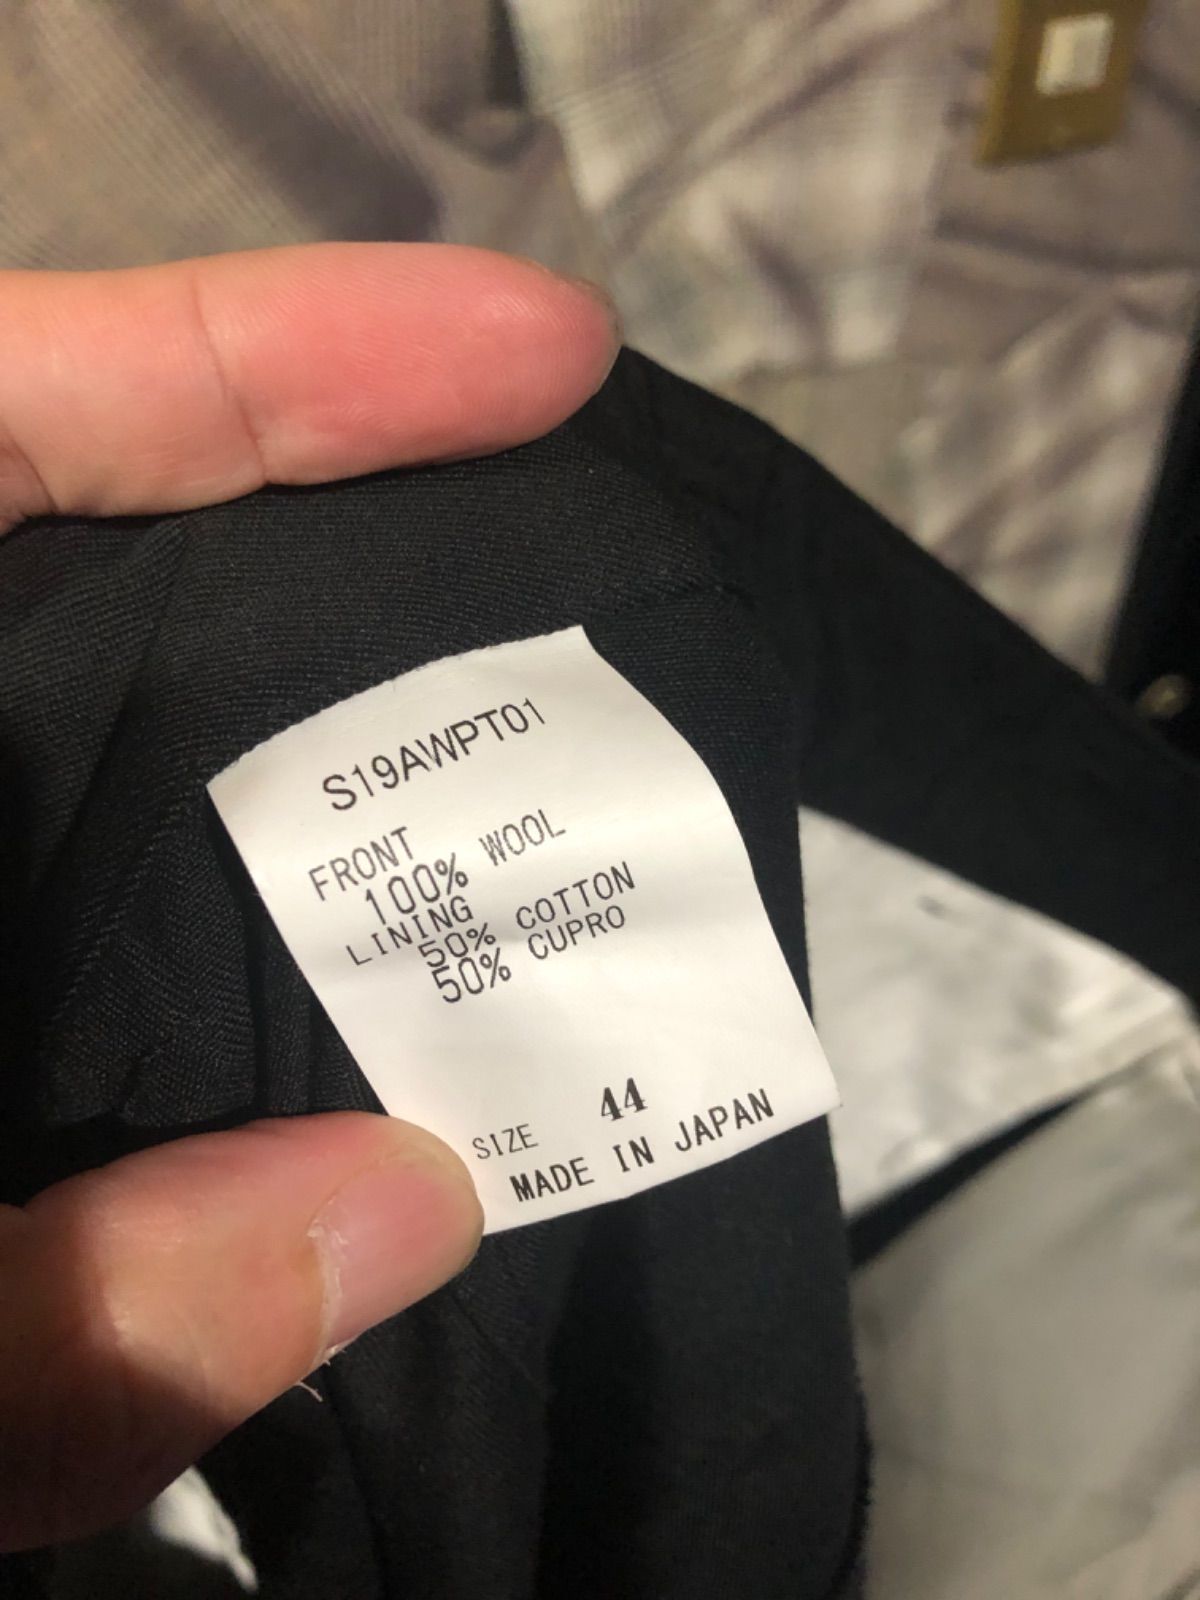 S19AWPT01
FRONT
100% WOOL
LINING
50% COTTON
50% CUPRO
SIZE 44
MADE IN JAPAN